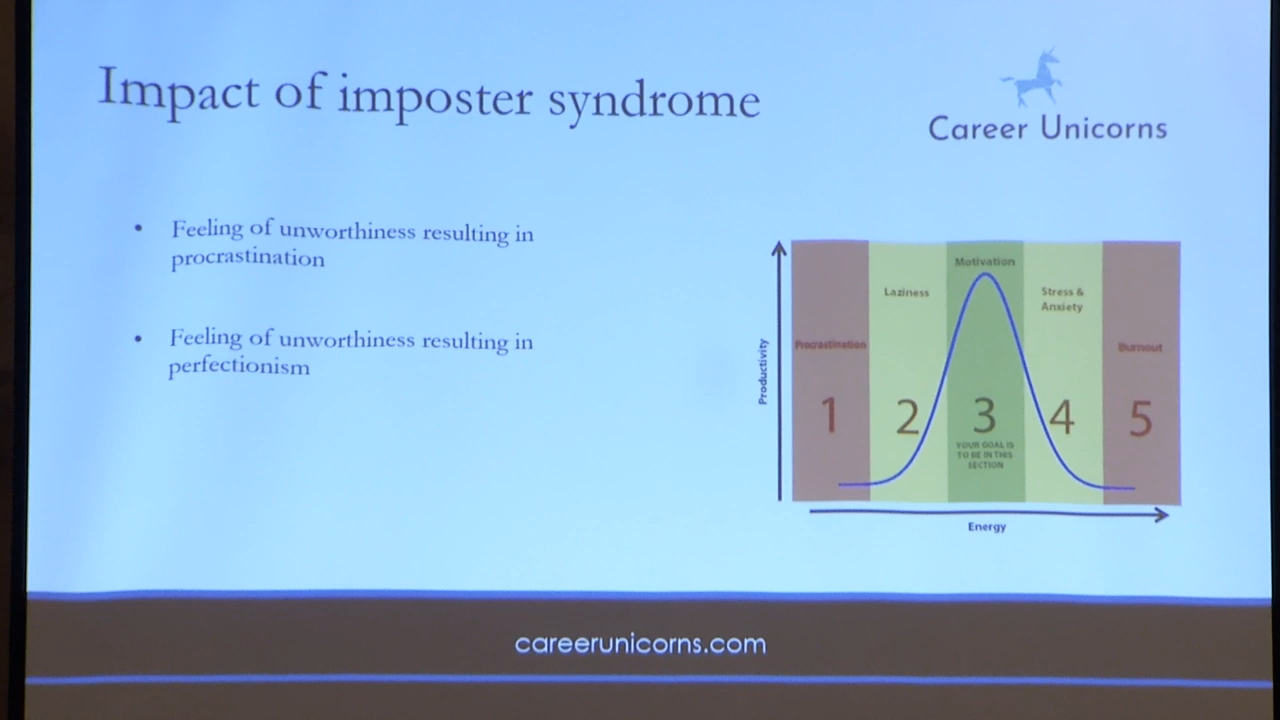 Impact of imposter syndrome
Career Unicorns
• Feeling of unworthiness resulting in
procrastination
• Feeling of unworthiness resulting in
perfectionism
Productivity
Procrastination
1
Laziness
2
Motivation
3
YOUR GOAL IS
TO BE IN THIS
SECTION
Stress &
Anxiety
4
Burnout
5
Energy
careerunicorns.com